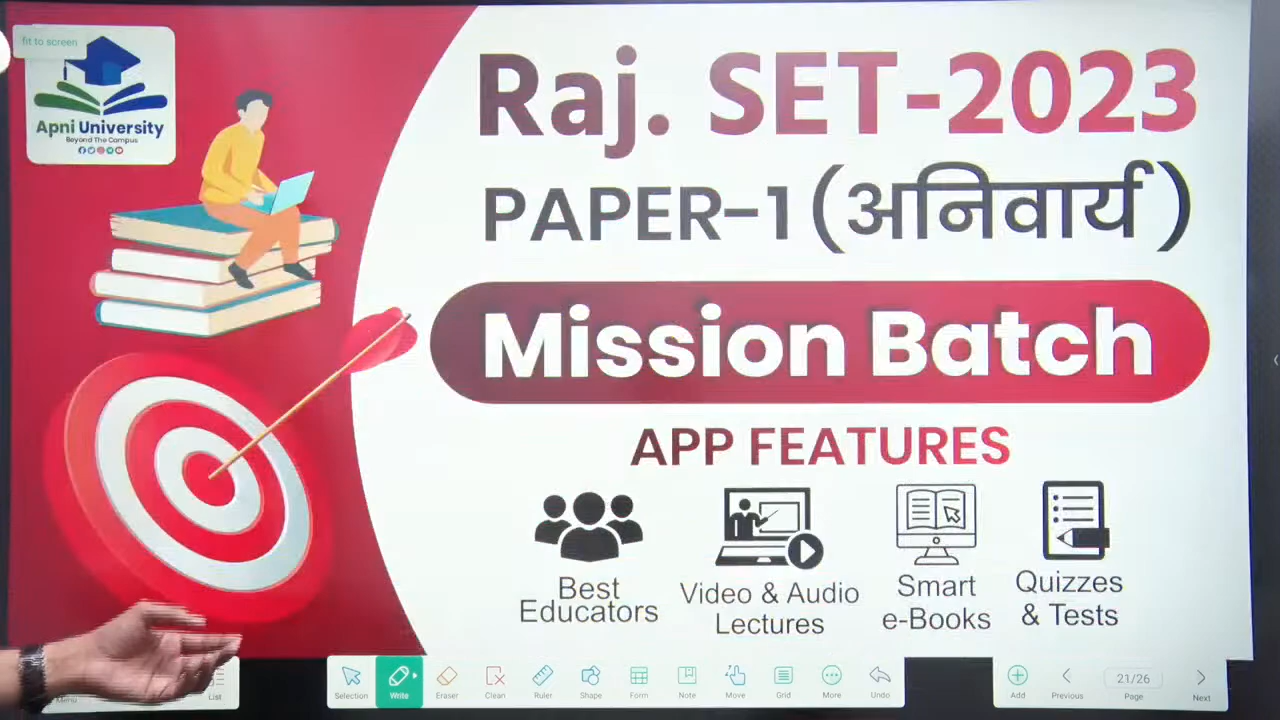 fit to screen
Apni University
Beyond The Campus
Raj. SET-2023
PAPER-1 (अनिवार्य)
Mission Batch
APP FEATURES
Best Educators
Video & Audio Lectures
Smart e-Books
Quizzes & Tests
Menu
List
Selection
Write
Eraser
Clean
Ruler
Shape
Form
Note
Move
Grid
More
Undo
Add
Previous
21/26
Page
Next